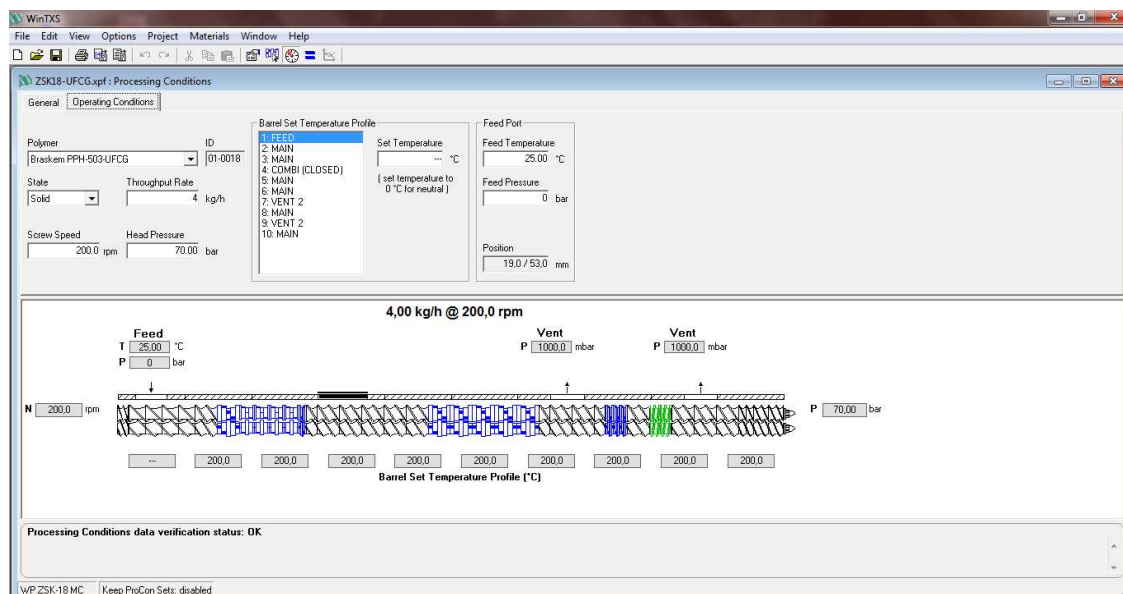 WinTXS
File Edit View Options Project Materials Window Help
ZSK18-UFCG.xpf : Processing Conditions
General Operating Conditions
Polymer ID
Braskem PPH-503-UFCG 01-0018
State Throughput Rate
Solid 4 kg/h
Screw Speed Head Pressure
200.0 rpm 70.00 bar
Barrel Set Temperature Profile
1: FEED
2: MAIN
3: MAIN
4: COMBI (CLOSED)
5: MAIN
6: MAIN
7: VENT 2
8: MAIN
9: VENT 2
10: MAIN
Set Temperature
--- °C
( set temperature to
0 °C for neutral )
Feed Port
Feed Temperature
25.00 °C
Feed Pressure
0 bar
Position
19,0 / 53,0 mm
4,00 kg/h @ 200,0 rpm
Feed Vent Vent
T 25,00 °C P 1000,0 mbar P 1000,0 mbar
P 0 bar
N 200,0 rpm P 70,00 bar
--- 200,0 200,0 200,0 200,0 200,0 200,0 200,0 200,0 200,0
Barrel Set Temperature Profile (°C)
Processing Conditions data verification status: OK
WP ZSK-18 MC Keep ProCon Sets: disabled